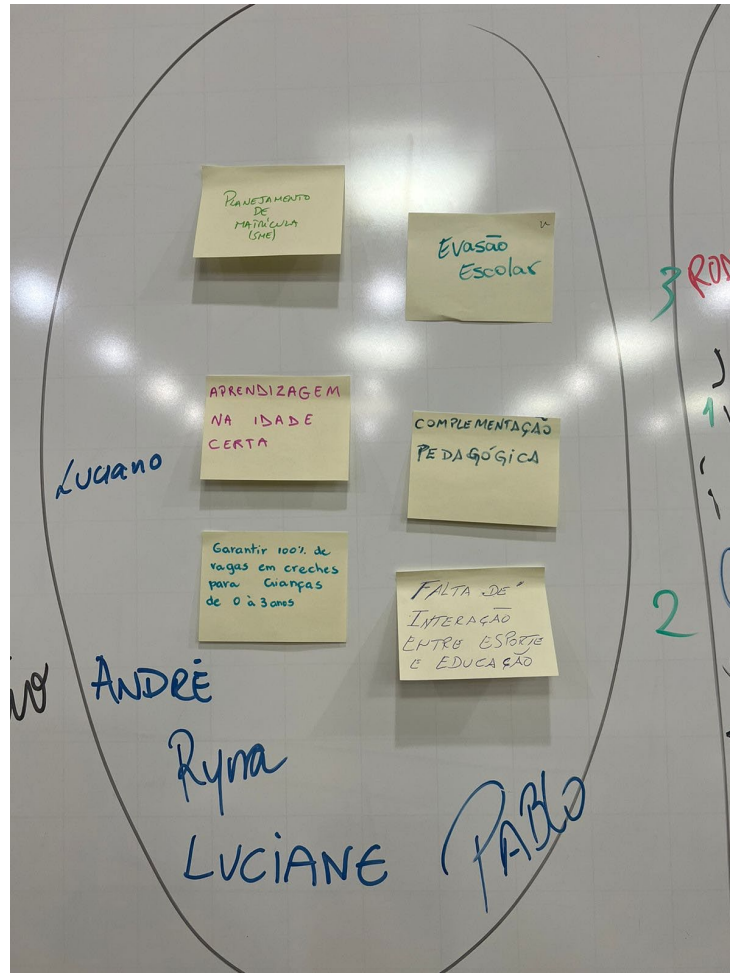 PLANEJAMENTO
DE
MATRÍCULA
(SME)
Evasão
Escolar
3
APRENDIZAGEM
NA IDADE
CERTA
COMPLEMENTAÇÃO
PEDAGÓGICA
Luciano
1
Garantir 100% de
vagas em creches
para Crianças
de 0 à 3 anos
FALTA DE
INTERAÇÃO
ENTRE ESPORTE
E EDUCAÇÃO
2
ANDRÉ
Ryna
LUCIANE
PABLO